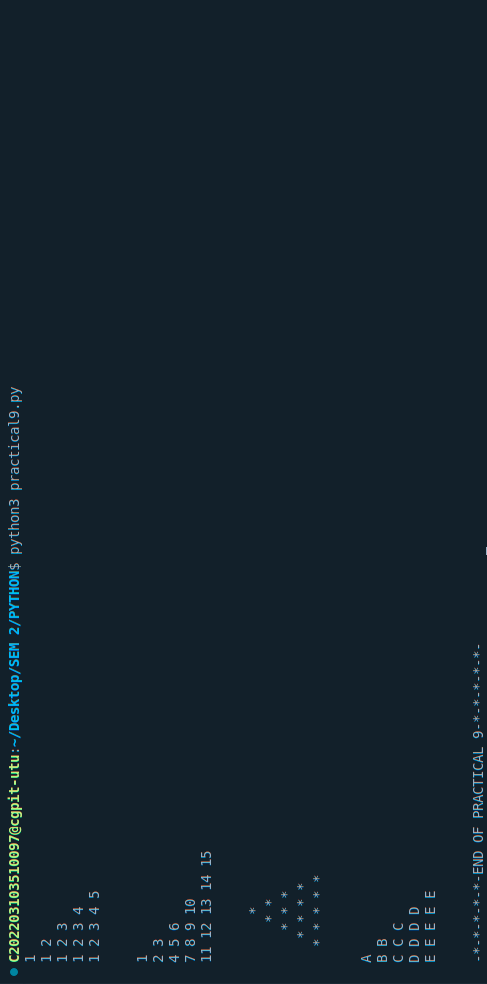 C202203103510097@cgpit-utu:~/Desktop/SEM 2/PYTHON$ python3 practical9.py
1
1 2
1 2 3
1 2 3 4
1 2 3 4 5
1
2 3
4 5 6
7 8 9 10
11 12 13 14 15
      *
     * *
    * * *
   * * * *
  * * * * *
A
B B
C C C
D D D D
E E E E E
-*-*-*-*-*-END OF PRACTICAL 9-*-*-*-*-*-